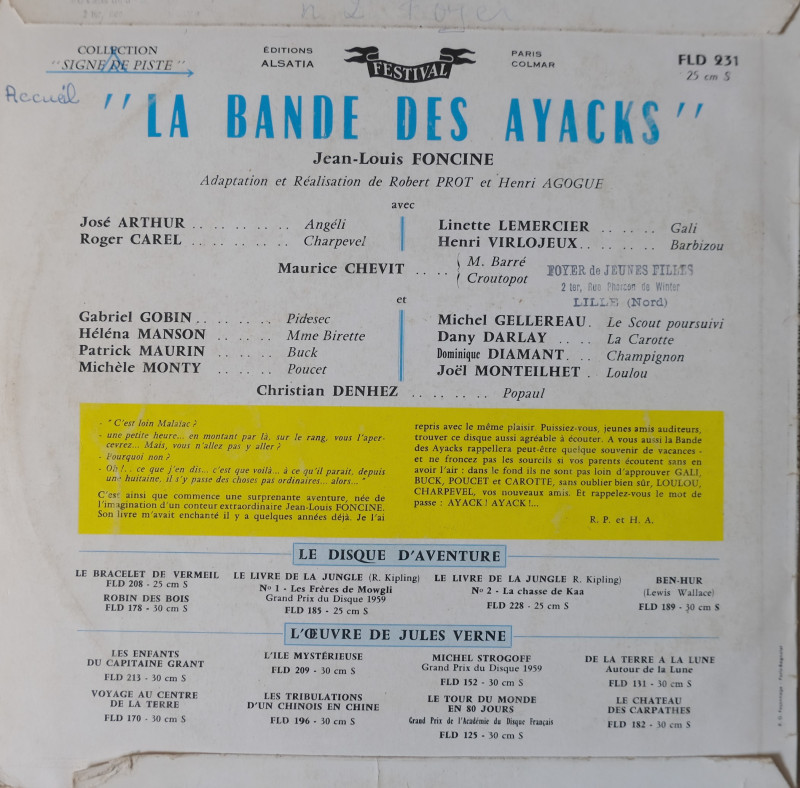 n 2 Foyer
COLLECTION
"SIGNE DE PISTE"
ÉDITIONS
ALSATIA
FESTIVAL
PARIS
COLMAR
FLD 231
25 cm S
Accueil
"LA BANDE DES AYACKS"
Jean-Louis FONCINE
Adaptation et Réalisation de Robert PROT et Henri AGOGUE
avec
José ARTHUR . . . . . . . Angéli
Roger CAREL . . . . . . . . Charpevel
Linette LEMERCIER . . . . . Gali
Henri VIRLOJEUX . . . . . . Barbizou
Maurice CHEVIT . . . . { M. Barré
Croutopot
FOYER de JEUNES FILLES
2 ter, Rue Pharaon de Winter
LILLE (Nord)
et
Gabriel GOBIN . . . . . . Pidesec
Héléna MANSON . . . . . Mme Birette
Patrick MAURIN . . . . . Buck
Michèle MONTY . . . . . Poucet
Michel GELLEREAU . Le Scout poursuivi
Dany DARLAY . . . . La Carotte
Dominique DIAMANT . . . Champignon
Joël MONTEILHET . Loulou
Christian DENHEZ . . . . . . . Popaul
- " C'est loin Malaïac ?
- une petite heure... en montant par là, sur le rang, vous l'aper-
cevrez... Mais, vous n'allez pas y aller ?
- Pourquoi non ?
- Oh !.. ce que j'en dis... c'est que voilà... à ce qu'il paraît, depuis
une huitaine, il s'y passe des choses pas ordinaires... alors... "
C'est ainsi que commence une surprenante aventure, née de
l'imagination d'un conteur extraordinaire Jean-Louis FONCINE.
Son livre m'avait enchanté il y a quelques années déjà. Je l'ai
repris avec le même plaisir. Puissiez-vous, jeunes amis auditeurs,
trouver ce disque aussi agréable à écouter. A vous aussi la Bande
des Ayacks rappellera peut-être quelque souvenir de vacances -
et ne froncez pas les sourcils si vos parents écoutent sans en
avoir l'air : dans le fond ils ne sont pas loin d'approuver GALI,
BUCK, POUCET et CAROTTE, sans oublier bien sûr, LOULOU,
CHARPEVEL, vos nouveaux amis. Et rappelez-vous le mot de
passe : AYACK ! AYACK !...
R. P. et H. A.
LE DISQUE D'AVENTURE
LE BRACELET DE VERMEIL
FLD 208 - 25 cm S
ROBIN DES BOIS
FLD 178 - 30 cm S
LE LIVRE DE LA JUNGLE (R. Kipling)
No 1 - Les Frères de Mowgli
Grand Prix du Disque 1959
FLD 185 - 25 cm S
LE LIVRE DE LA JUNGLE R. Kipling)
No 2 - La chasse de Kaa
FLD 228 - 25 cm S
BEN-HUR
(Lewis Wallace)
FLD 189 - 30 cm S
L'ŒUVRE DE JULES VERNE
LES ENFANTS
DU CAPITAINE GRANT
FLD 213 - 30 cm S
L'ILE MYSTÉRIEUSE
FLD 209 - 30 cm S
MICHEL STROGOFF
Grand Prix du Disque 1959
FLD 152 - 30 cm S
DE LA TERRE A LA LUNE
Autour de la Lune
FLD 131 - 30 cm S
VOYAGE AU CENTRE
DE LA TERRE
FLD 170 - 30 cm S
LES TRIBULATIONS
D'UN CHINOIS EN CHINE
FLD 196 - 30 cm S
LE TOUR DU MONDE
EN 80 JOURS
Grand Prix de l'Académie du Disque Français
FLD 125 - 30 cm S
LE CHATEAU
DES CARPATHES
FLD 182 - 30 cm S